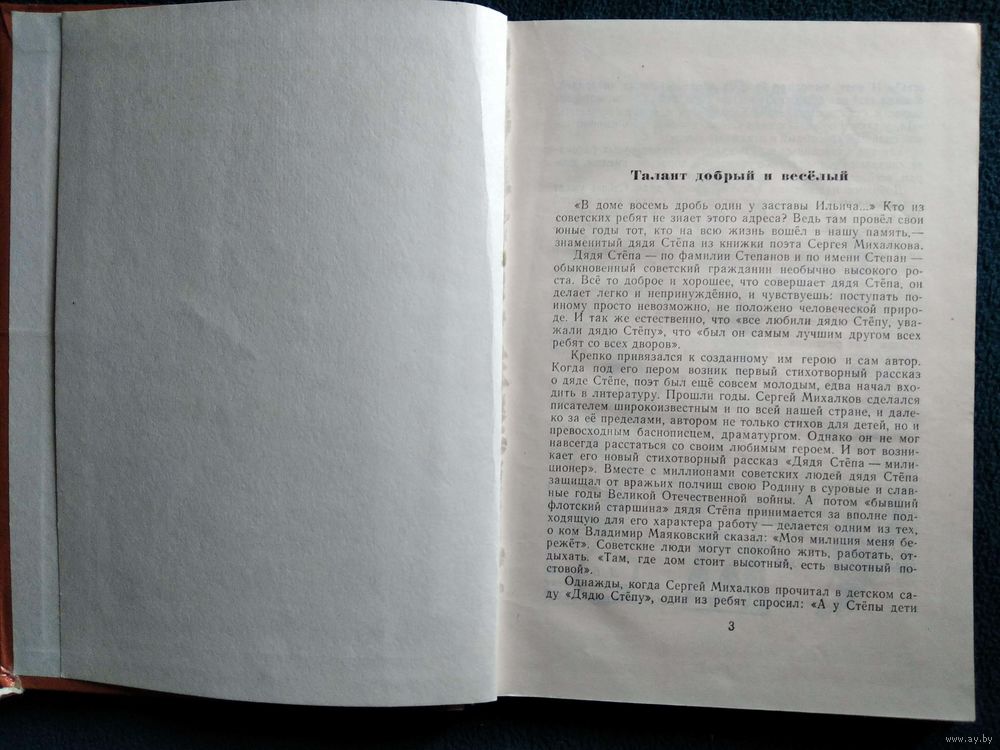 Талант добрый и весёлый
«В доме восемь дробь один у заставы Ильича...» Кто из
советских ребят не знает этого адреса? Ведь там провёл свои
юные годы тот, кто на всю жизнь вошёл в нашу память,—
знаменитый дядя Стёпа из книжки поэта Сергея Михалкова.
Дядя Стёпа — по фамилии Степанов и по имени Степан —
обыкновенный советский гражданин необычно высокого ро-
ста. Всё то доброе и хорошее, что совершает дядя Стёпа, он
делает легко и непринуждённо, и чувствуешь: поступать по-
иному просто невозможно, не положено человеческой приро-
де. И так же естественно, что «все любили дядю Стёпу, ува-
жали дядю Стёпу», что «был он самым лучшим другом всех
ребят со всех дворов».
Крепко привязался к созданному им герою и сам автор.
Когда под его пером возник первый стихотворный рассказ
о дяде Стёпе, поэт был ещё совсем молодым, едва начал вхо-
дить в литературу. Прошли годы. Сергей Михалков сделался
писателем широкоизвестным и по всей нашей стране, и дале-
ко за её пределами, автором не только стихов для детей, но и
превосходным баснописцем, драматургом. Однако он не мог
навсегда расстаться со своим любимым героем. И вот возни-
кает его новый стихотворный рассказ «Дядя Стёпа — мили-
ционер». Вместе с миллионами советских людей дядя Стёпа
защищал от вражьих полчищ свою Родину в суровые и слав-
ные годы Великой Отечественной войны. А потом «бывший
флотский старшина» дядя Стёпа принимается за вполне под-
ходящую для его характера работу — делается одним из тех,
о ком Владимир Маяковский сказал: «Моя милиция меня бе-
режёт». Советские люди могут спокойно жить, работать, от-
дыхать. «Там, где дом стоит высотный, есть высотный по-
стовой».
Однажды, когда Сергей Михалков прочитал в детском са-
ду «Дядю Стёпу», один из ребят спросил: «А у Стёпы дети
3
www.ay.by